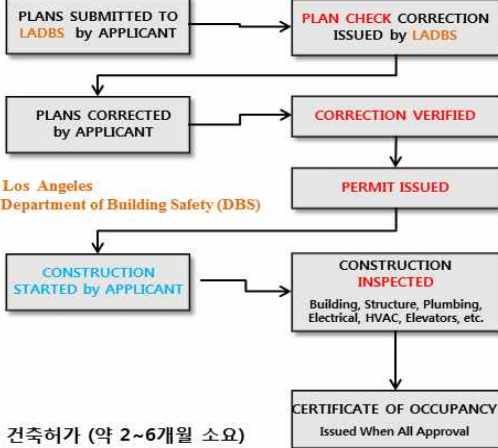 PLANS SUBMITTED TO
LADBS by APPLICANT
PLAN CHECK CORRECTION
ISSUED by LADBS
PLANS CORRECTED
by APPLICANT
CORRECTION VERIFIED
Los Angeles
Department of Building Safety (DBS)
PERMIT ISSUED
CONSTRUCTION
STARTED by APPLICANT
CONSTRUCTION
INSPECTED
Building, Structure, Plumbing,
Electrical, HVAC, Elevators, etc.
CERTIFICATE OF OCCUPANCY
Issued When All Approval
건축허가 (약 2~6개월 소요)